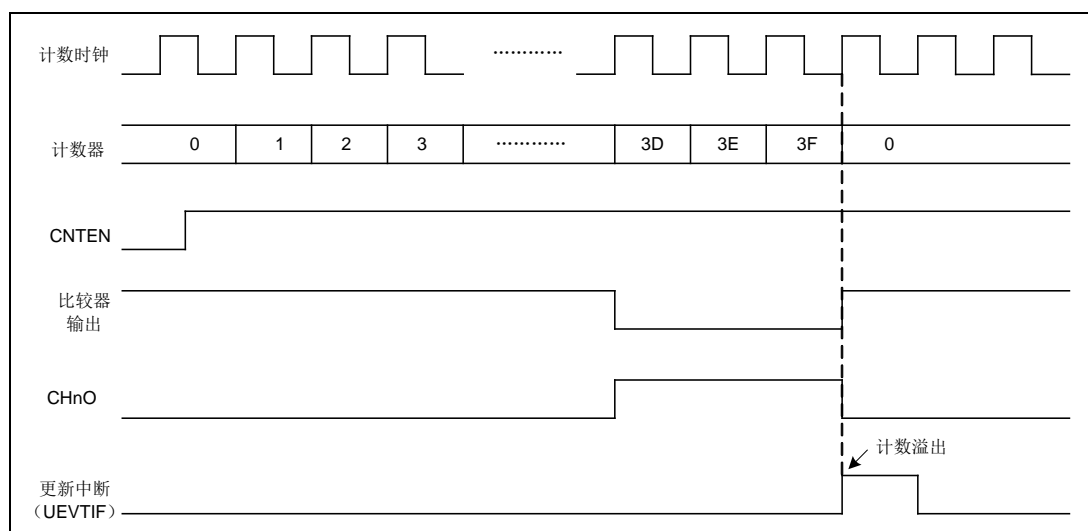 计数时钟
…………
计数器 0 1 2 3 ………… 3D 3E 3F 0
CNTEN
比较器
输出
CHnO
计数溢出
更新中断
（UEVTIF）